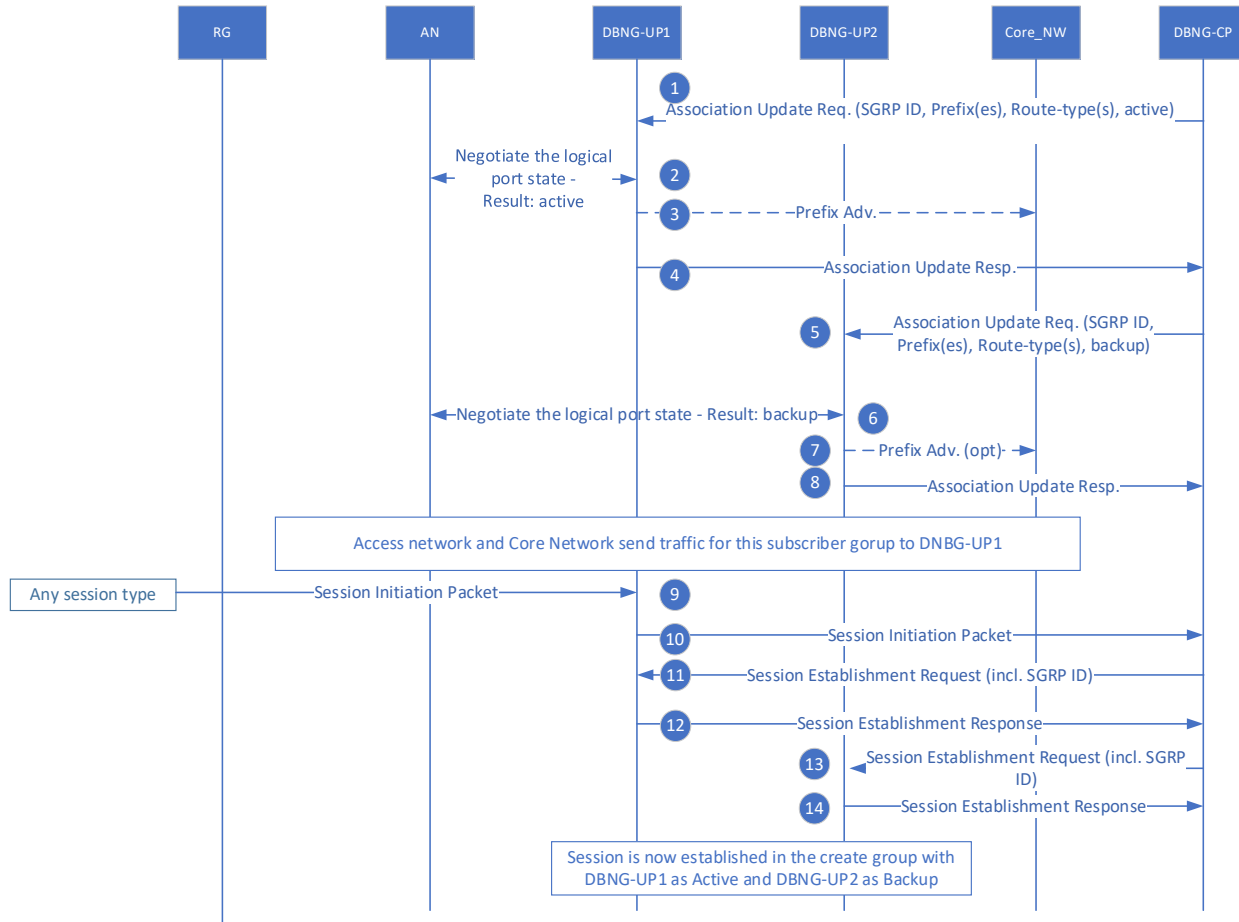 RG
AN
DBNG-UP1
DBNG-UP2
Core_NW
DBNG-CP
1
Association Update Req. (SGRP ID, Prefix(es), Route-type(s), active)
Negotiate the logical
port state -
Result: active
2
3
Prefix Adv.
4
Association Update Resp.
5
Association Update Req. (SGRP ID,
Prefix(es), Route-type(s), backup)
Negotiate the logical port state - Result: backup
6
7
Prefix Adv. (opt)
8
Association Update Resp.
Access network and Core Network send traffic for this subscriber gorup to DNBG-UP1
Any session type
Session Initiation Packet
9
10
Session Initiation Packet
11
Session Establishment Request (incl. SGRP ID)
12
Session Establishment Response
13
Session Establishment Request (incl. SGRP
ID)
14
Session Establishment Response
Session is now established in the create group with
DBNG-UP1 as Active and DBNG-UP2 as Backup